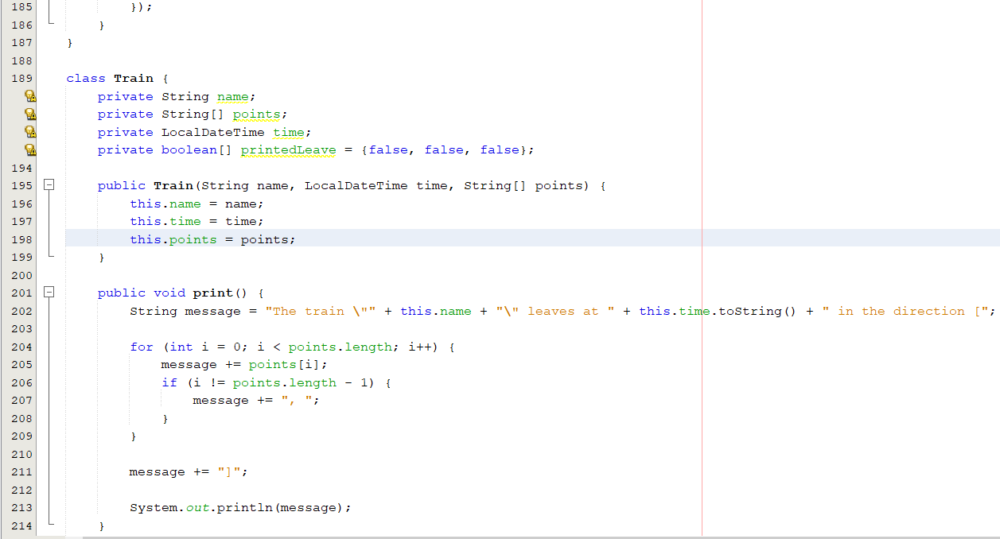 185 });
186 }
187 }
188
189 class Train {
private String name;
private String[] points;
private LocalDateTime time;
private boolean[] printedLeave = {false, false, false};
194
195 public Train(String name, LocalDateTime time, String[] points) {
196 this.name = name;
197 this.time = time;
198 this.points = points;
199 }
200
201 public void print() {
202 String message = "The train \"" + this.name + "\" leaves at " + this.time.toString() + " in the direction [";
203
204 for (int i = 0; i < points.length; i++) {
205 message += points[i];
206 if (i != points.length - 1) {
207 message += ", ";
208 }
209 }
210
211 message += "]";
212
213 System.out.println(message);
214 }